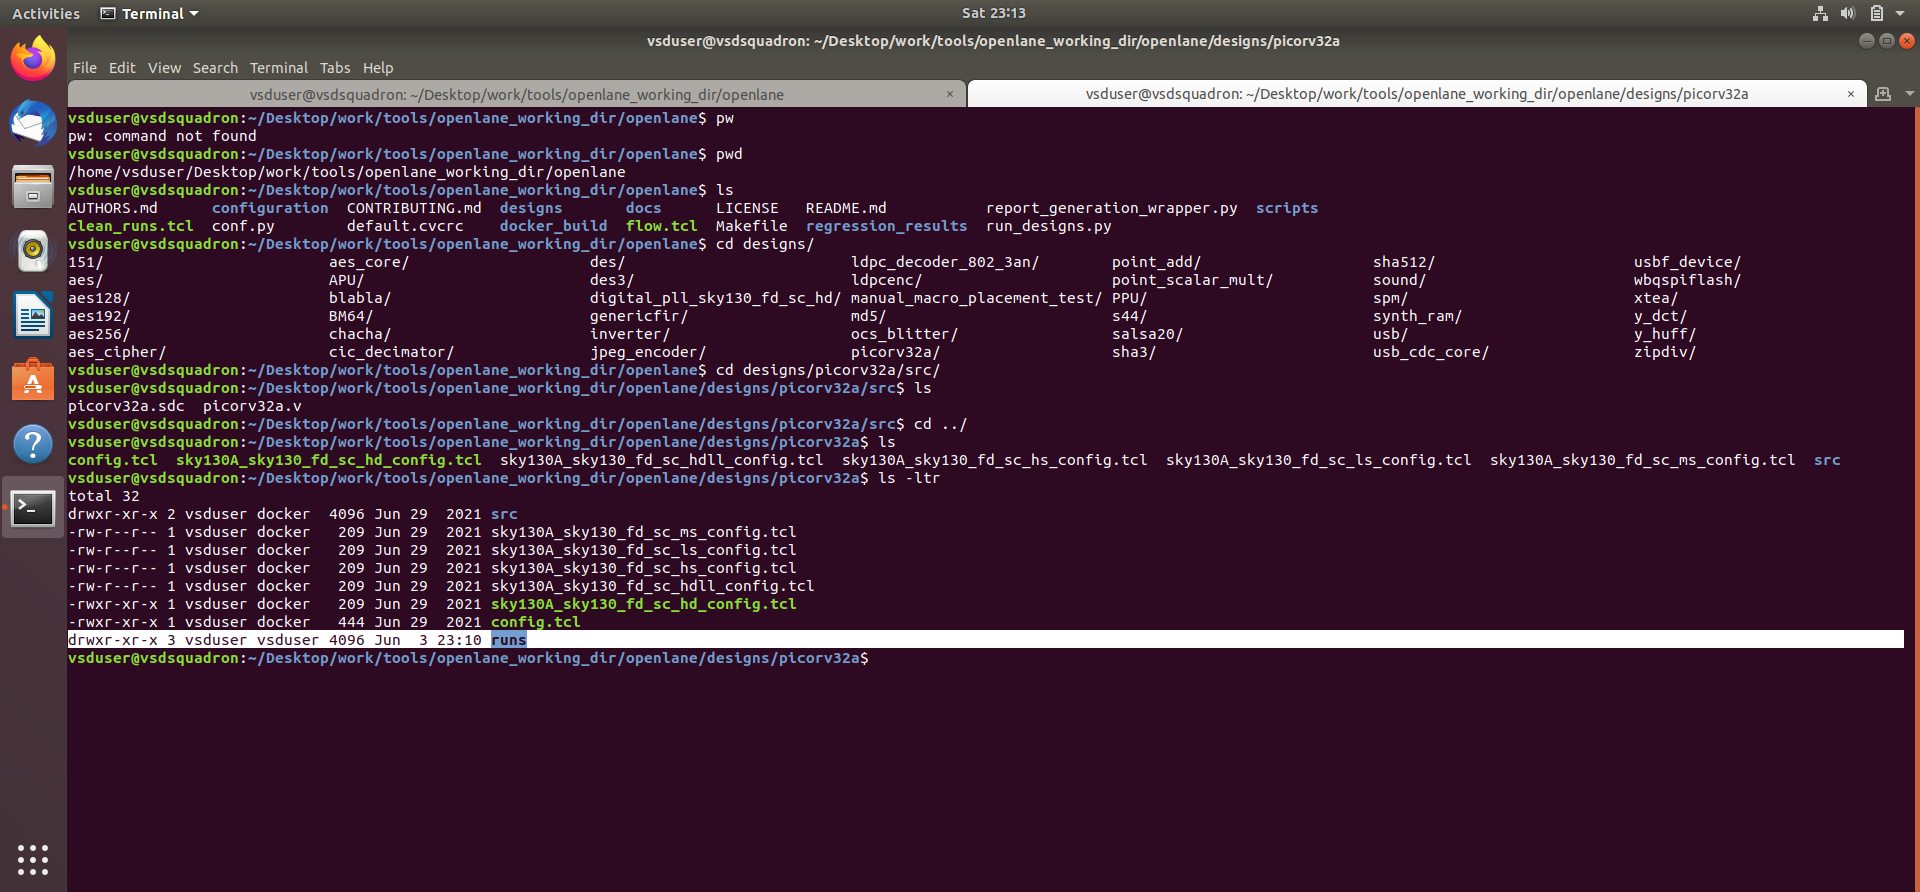 Activities Terminal Sat 23:13
vsduser@vsdsquadron: ~/Desktop/work/tools/openlane_working_dir/openlane/designs/picorv32a
File Edit View Search Terminal Tabs Help
vsduser@vsdsquadron: ~/Desktop/work/tools/openlane_working_dir/openlane × vsduser@vsdsquadron: ~/Desktop/work/tools/openlane_working_dir/openlane/designs/picorv32a ×
vsduser@vsdsquadron:~/Desktop/work/tools/openlane_working_dir/openlane$ pw
pw: command not found
vsduser@vsdsquadron:~/Desktop/work/tools/openlane_working_dir/openlane$ pwd
/home/vsduser/Desktop/work/tools/openlane_working_dir/openlane
vsduser@vsdsquadron:~/Desktop/work/tools/openlane_working_dir/openlane$ ls
AUTHORS.md configuration CONTRIBUTING.md designs docs LICENSE README.md report_generation_wrapper.py scripts
clean_runs.tcl conf.py default.cvcrc docker_build flow.tcl Makefile regression_results run_designs.py
vsduser@vsdsquadron:~/Desktop/work/tools/openlane_working_dir/openlane$ cd designs/
151/ aes_core/ des/ ldpc_decoder_802_3an/ point_add/ sha512/ usbf_device/
aes/ APU/ des3/ ldpcenc/ point_scalar_mult/ sound/ wbqspiflash/
aes128/ blabla/ digital_pll_sky130_fd_sc_hd/ manual_macro_placement_test/ PPU/ spm/ xtea/
aes192/ BM64/ genericfir/ md5/ s44/ synth_ram/ y_dct/
aes256/ chacha/ inverter/ ocs_blitter/ salsa20/ usb/ y_huff/
aes_cipher/ cic_decimator/ jpeg_encoder/ picorv32a/ sha3/ usb_cdc_core/ zipdiv/
vsduser@vsdsquadron:~/Desktop/work/tools/openlane_working_dir/openlane$ cd designs/picorv32a/src/
vsduser@vsdsquadron:~/Desktop/work/tools/openlane_working_dir/openlane/designs/picorv32a/src$ ls
picorv32a.sdc picorv32a.v
vsduser@vsdsquadron:~/Desktop/work/tools/openlane_working_dir/openlane/designs/picorv32a/src$ cd ../
vsduser@vsdsquadron:~/Desktop/work/tools/openlane_working_dir/openlane/designs/picorv32a$ ls
config.tcl sky130A_sky130_fd_sc_hd_config.tcl sky130A_sky130_fd_sc_hdll_config.tcl sky130A_sky130_fd_sc_hs_config.tcl sky130A_sky130_fd_sc_ls_config.tcl sky130A_sky130_fd_sc_ms_config.tcl src
vsduser@vsdsquadron:~/Desktop/work/tools/openlane_working_dir/openlane/designs/picorv32a$ ls -ltr
total 32
drwxr-xr-x 2 vsduser docker 4096 Jun 29 2021 src
-rw-r--r-- 1 vsduser docker 209 Jun 29 2021 sky130A_sky130_fd_sc_ms_config.tcl
-rw-r--r-- 1 vsduser docker 209 Jun 29 2021 sky130A_sky130_fd_sc_ls_config.tcl
-rw-r--r-- 1 vsduser docker 209 Jun 29 2021 sky130A_sky130_fd_sc_hs_config.tcl
-rw-r--r-- 1 vsduser docker 209 Jun 29 2021 sky130A_sky130_fd_sc_hdll_config.tcl
-rwxr-xr-x 1 vsduser docker 209 Jun 29 2021 sky130A_sky130_fd_sc_hd_config.tcl
-rwxr-xr-x 1 vsduser docker 444 Jun 29 2021 config.tcl
drwxr-xr-x 3 vsduser vsduser 4096 Jun 3 23:10 runs
vsduser@vsdsquadron:~/Desktop/work/tools/openlane_working_dir/openlane/designs/picorv32a$